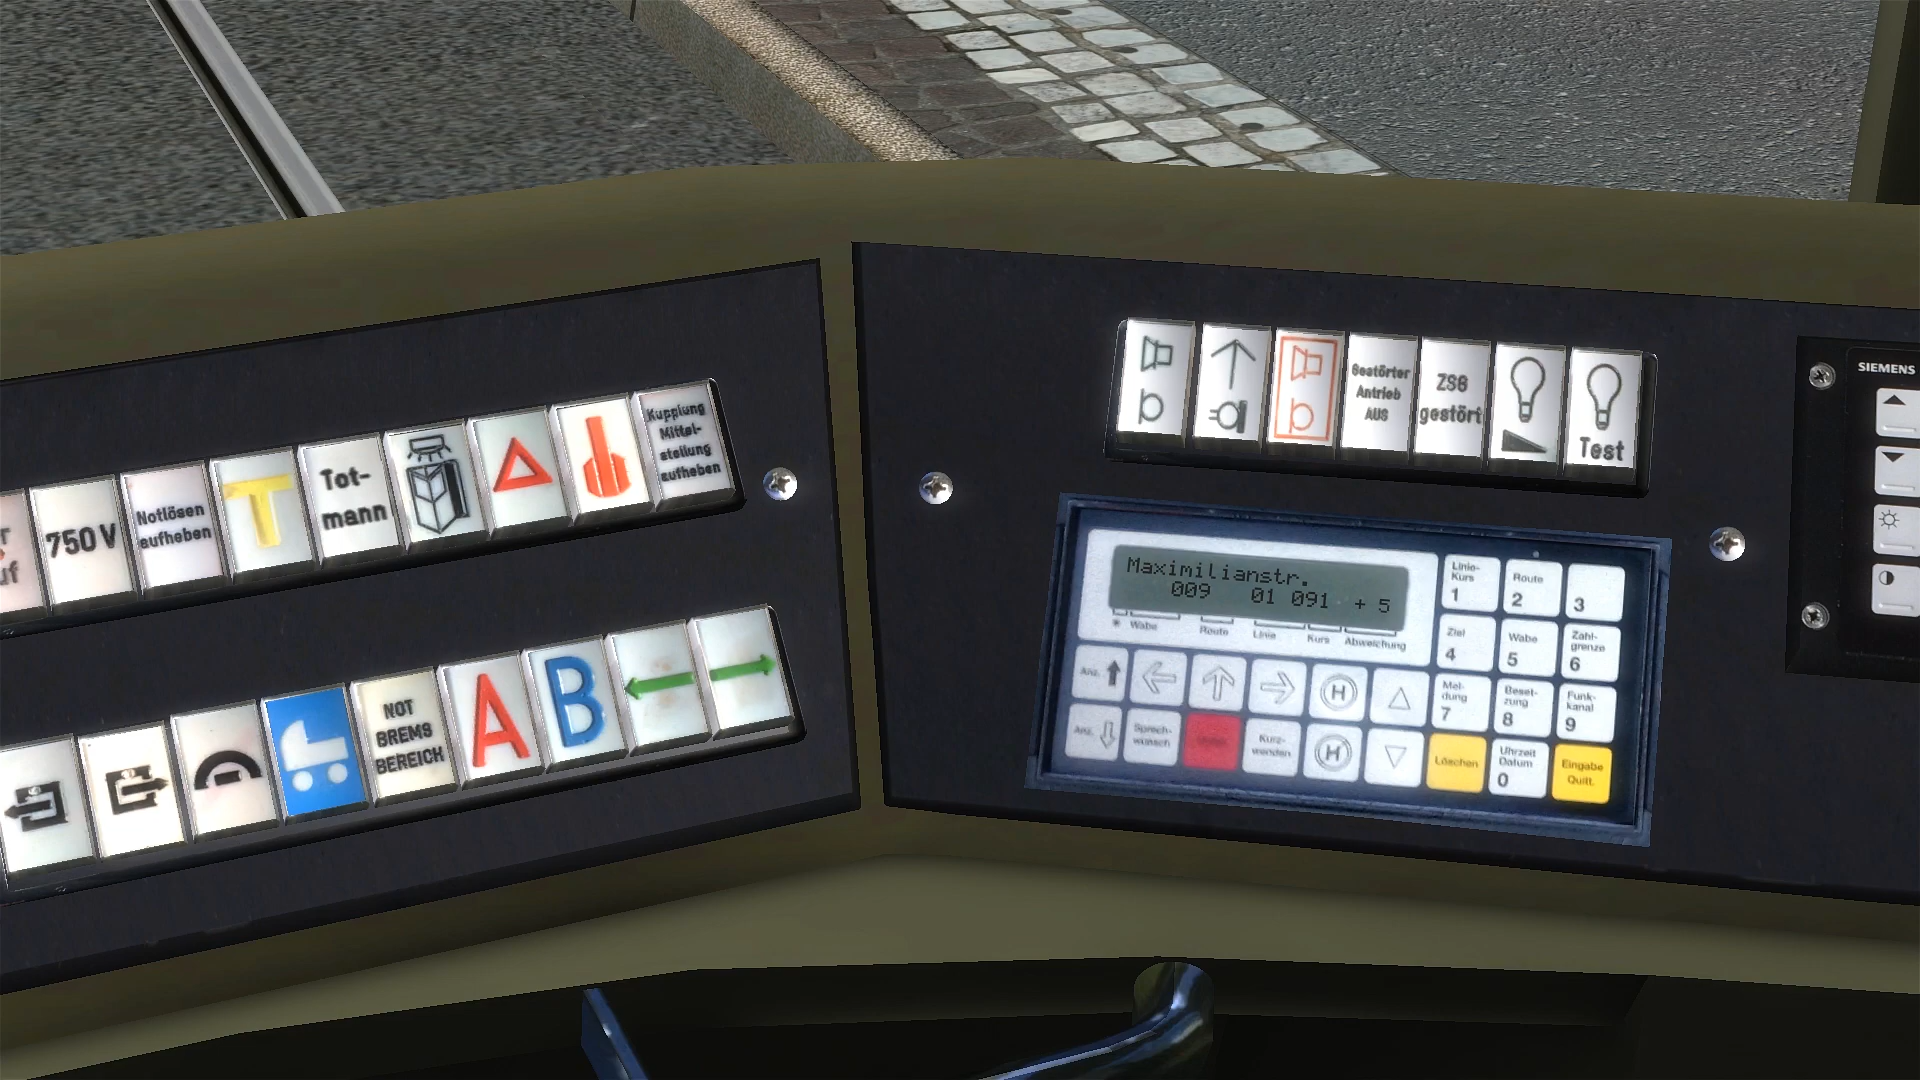 750 V
Notlösen
aufheben
T
Tot-
mann
Kupplung
Mittel-
stellung
aufheben
NOT
BREMS
BEREICH
A
B
Gestörter
Antrieb
AUS
ZSG
gestört
Test
SIEMENS
Maximilianstr.
009 01 091 + 5
* Wabe Route Linie Kurs Abweichung
Linie-
Kurs
1
Route
2
3
Ziel
4
Wabe
5
Zahl-
grenze
6
Mel-
dung
7
Beset-
zung
8
Funk-
kanal
9
Anz.
H
Anz.
Sprech-
wunsch
Kurz-
wenden
H
Löschen
Uhrzeit
Datum
0
Eingabe
Quitt.